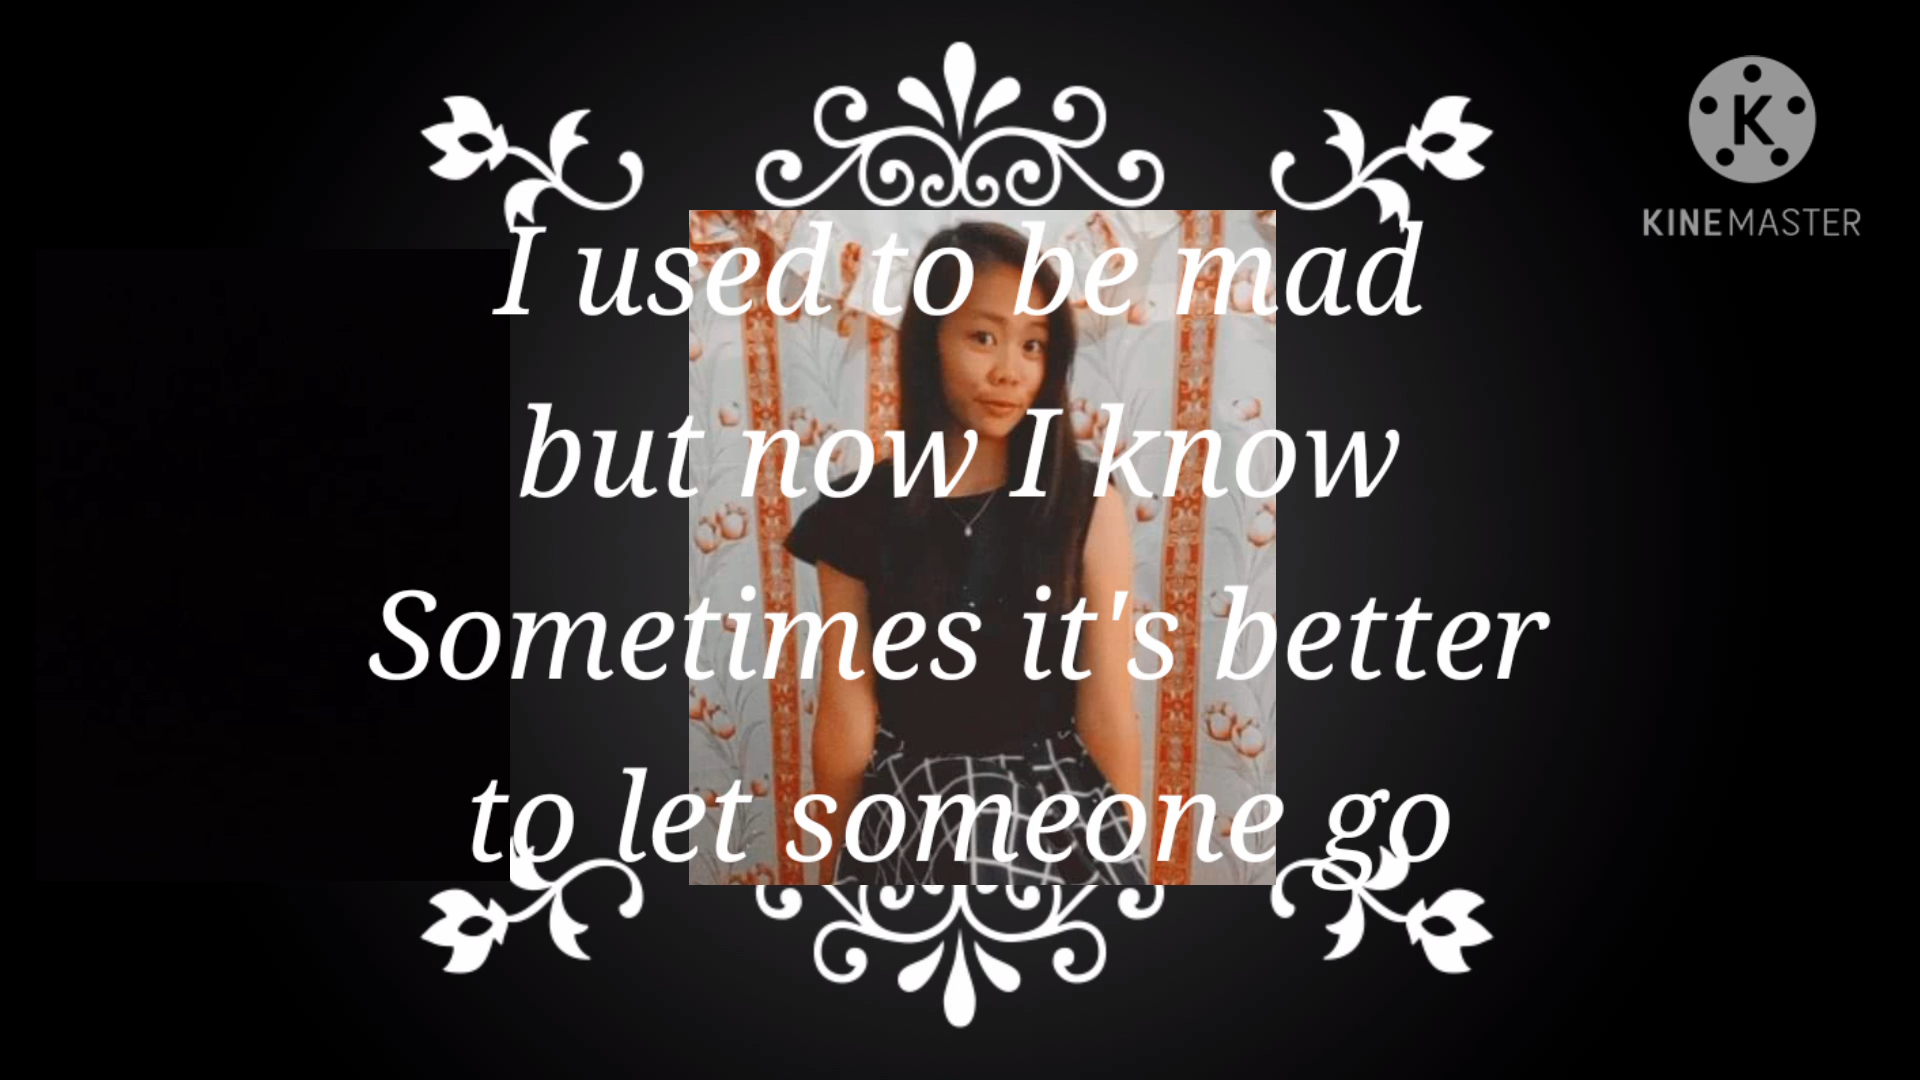 K
KINEMASTER
I used to be mad
but now I know
Sometimes it's better
to let someone go